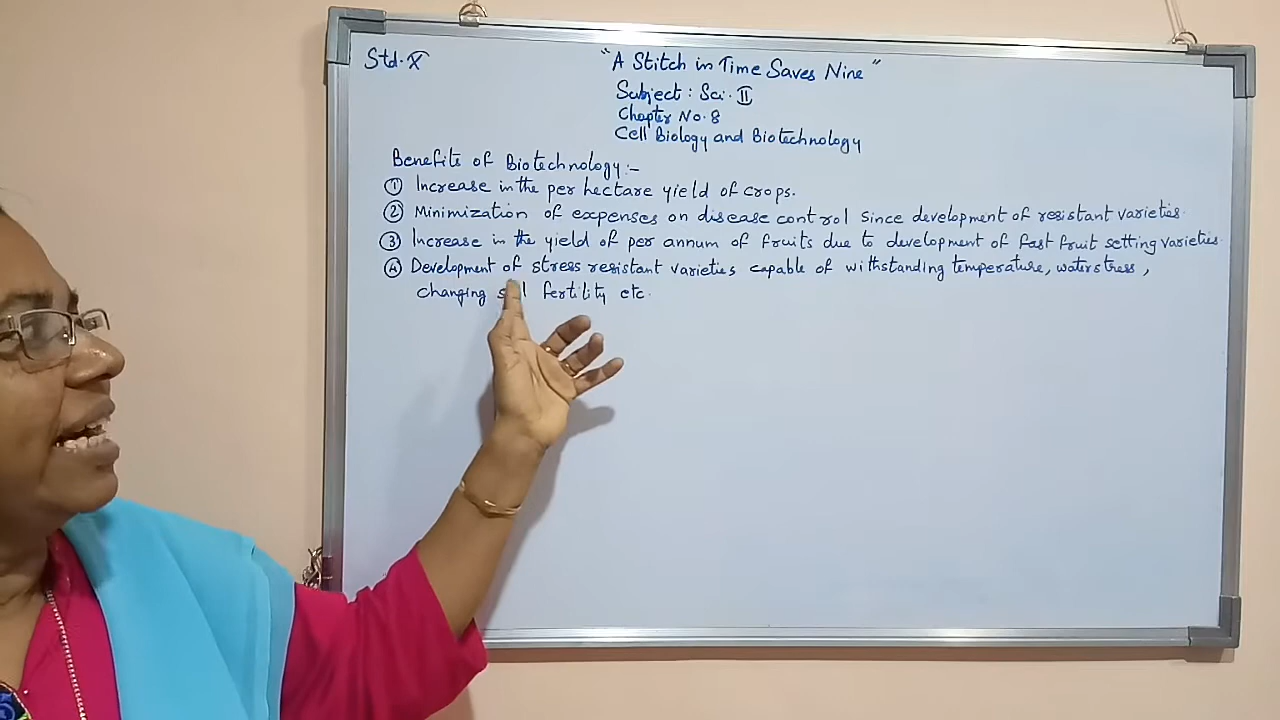 Std. X
"A Stitch in Time Saves Nine"
Subject : Sci. II
Chapter No. 8
Cell Biology and Biotechnology
Benefits of Biotechnology :-
① Increase in the per hectare yield of crops.
② Minimization of expenses on disease control since development of resistant varieties.
③ Increase in the yield of per annum of fruits due to development of fast fruit setting varieties.
④ Development of stress resistant varieties capable of withstanding temperature, water stress,
changing fertility etc.